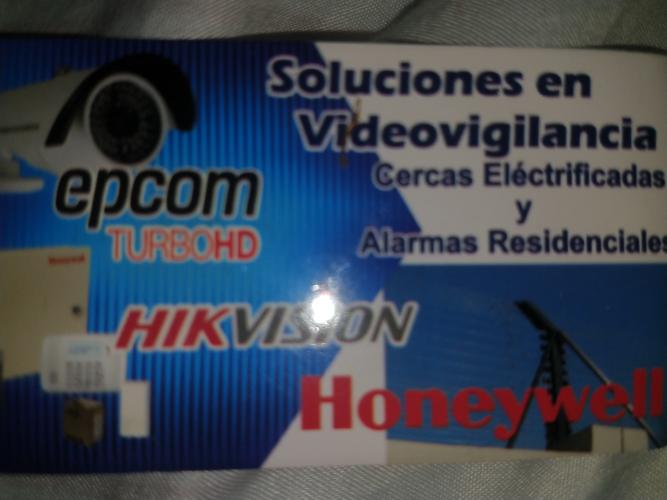 Soluciones en
Videovigilancia
Cercas Eléctrificadas
y
Alarmas Residenciales
epcom
TURBOHD
HIKVISION
Honeywell